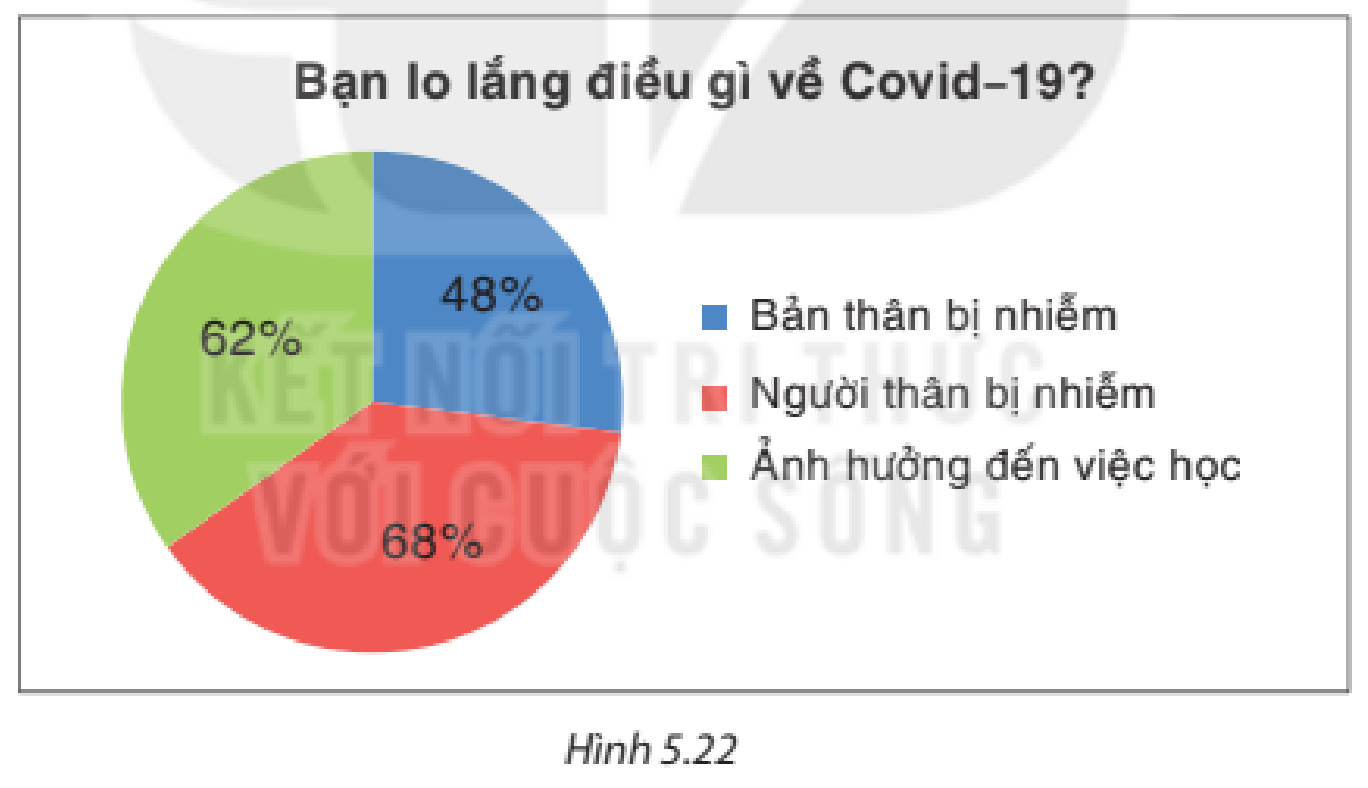 Bạn lo lắng điều gì về Covid–19?
48%
62%
68%
Bản thân bị nhiễm
Người thân bị nhiễm
Ảnh hưởng đến việc học
KẾT NỐI TRI THỨC
VỚI CUỘC SỐNG
Hình 5.22